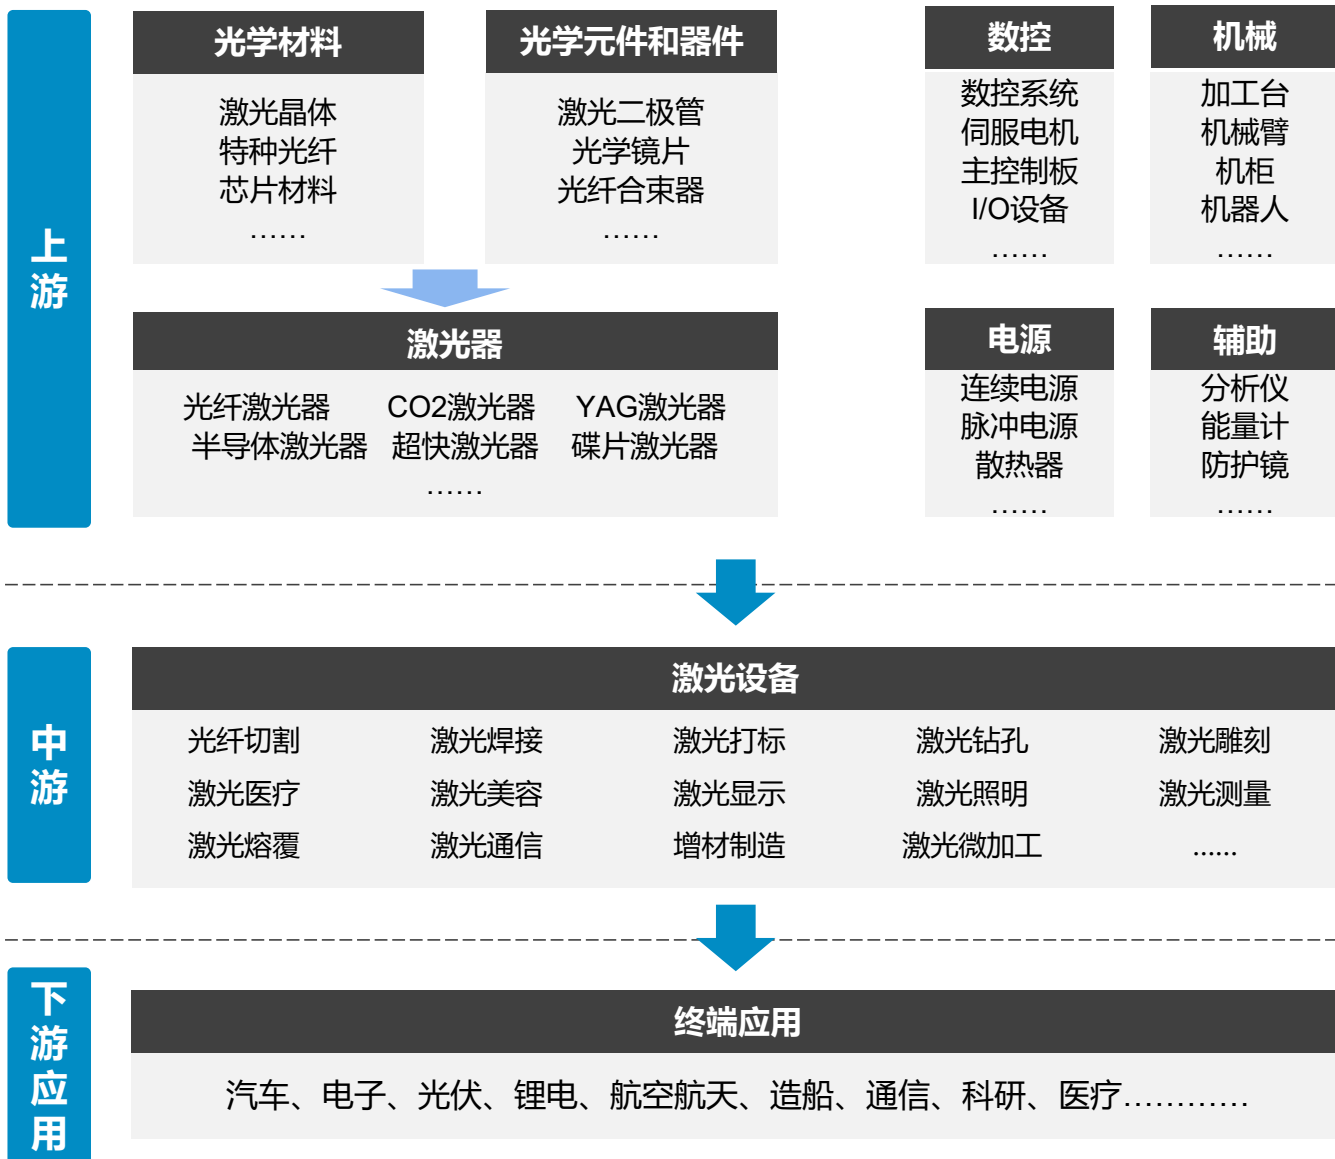 上游
光学材料
激光晶体
特种光纤
芯片材料
……
光学元件和器件
激光二极管
光学镜片
光纤合束器
……
数控
数控系统
伺服电机
主控制板
I/O设备
……
机械
加工台
机械臂
机柜
机器人
……
激光器
光纤激光器 CO2激光器 YAG激光器
半导体激光器 超快激光器 碟片激光器
……
电源
连续电源
脉冲电源
散热器
……
辅助
分析仪
能量计
防护镜
……
中游
激光设备
光纤切割 激光焊接 激光打标 激光钻孔 激光雕刻
激光医疗 激光美容 激光显示 激光照明 激光测量
激光熔覆 激光通信 增材制造 激光微加工 ......
下游应用
终端应用
汽车、电子、光伏、锂电、航空航天、造船、通信、科研、医疗…………